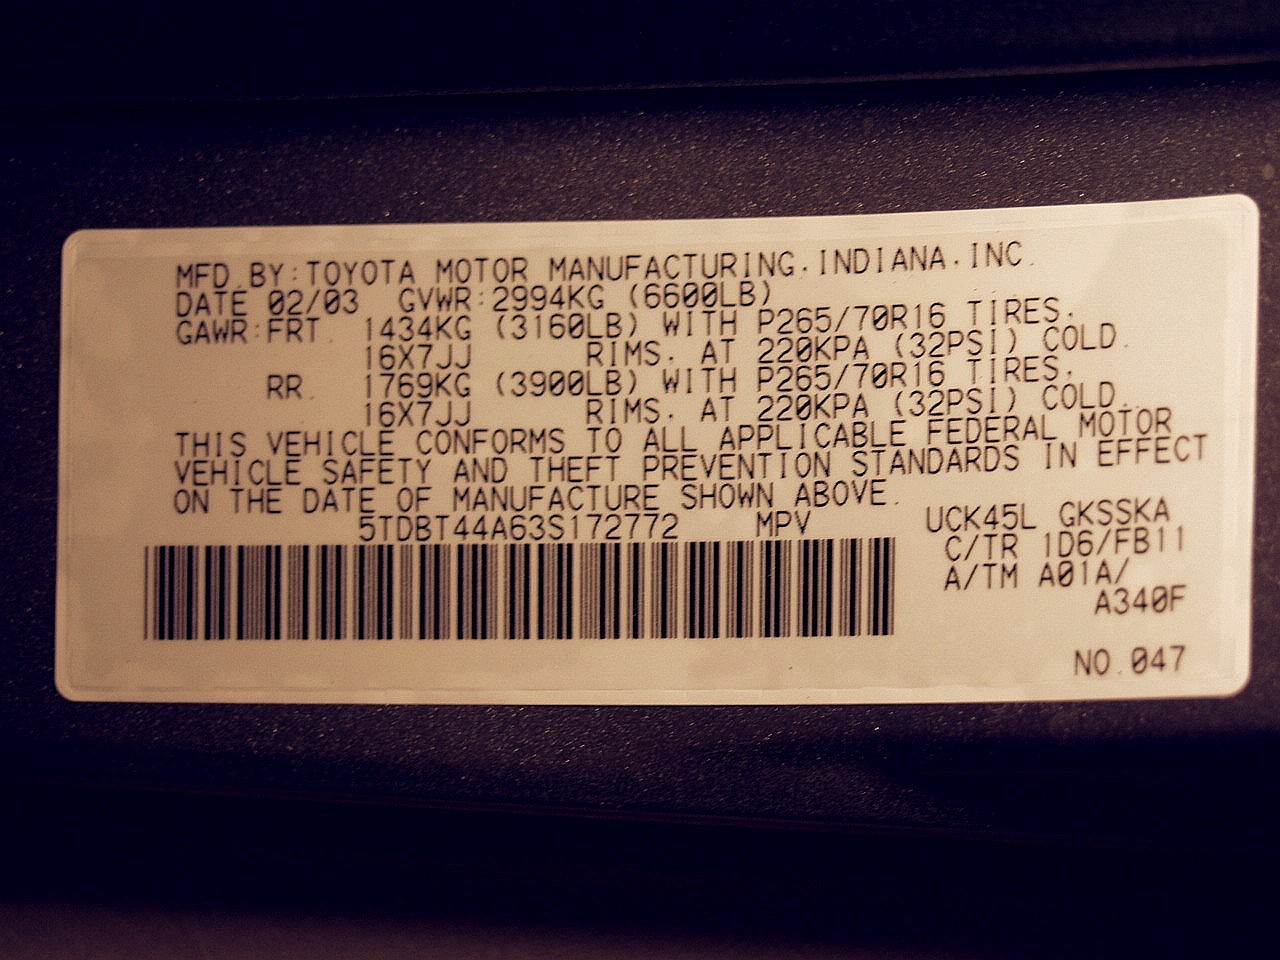 MFD.BY:TOYOTA MOTOR MANUFACTURING.INDIANA.INC.
DATE 02/03 GVWR:2994KG (6600LB)
GAWR:FRT. 1434KG (3160LB) WITH P265/70R16 TIRES.
16X7JJ RIMS. AT 220KPA (32PSI) COLD.
RR. 1769KG (3900LB) WITH P265/70R16 TIRES.
16X7JJ RIMS. AT 220KPA (32PSI) COLD.
THIS VEHICLE CONFORMS TO ALL APPLICABLE FEDERAL MOTOR
VEHICLE SAFETY AND THEFT PREVENTION STANDARDS IN EFFECT
ON THE DATE OF MANUFACTURE SHOWN ABOVE.
5TDBT44A63S172772 MPV UCK45L GKSSKA
C/TR 1D6/FB11
A/TM A01A/
A340F
NO.047